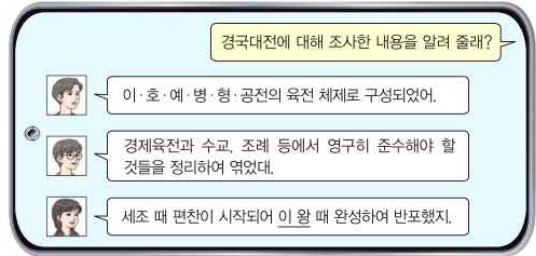 경국대전에 대해 조사한 내용을 알려 줄래?
이·호·예·병·형·공전의 육전 체제로 구성되었어.
경제육전과 수교, 조례 등에서 영구히 준수해야 할
것들을 정리하여 엮었대.
세조 때 편찬이 시작되어 이 왕 때 완성하여 반포했지.